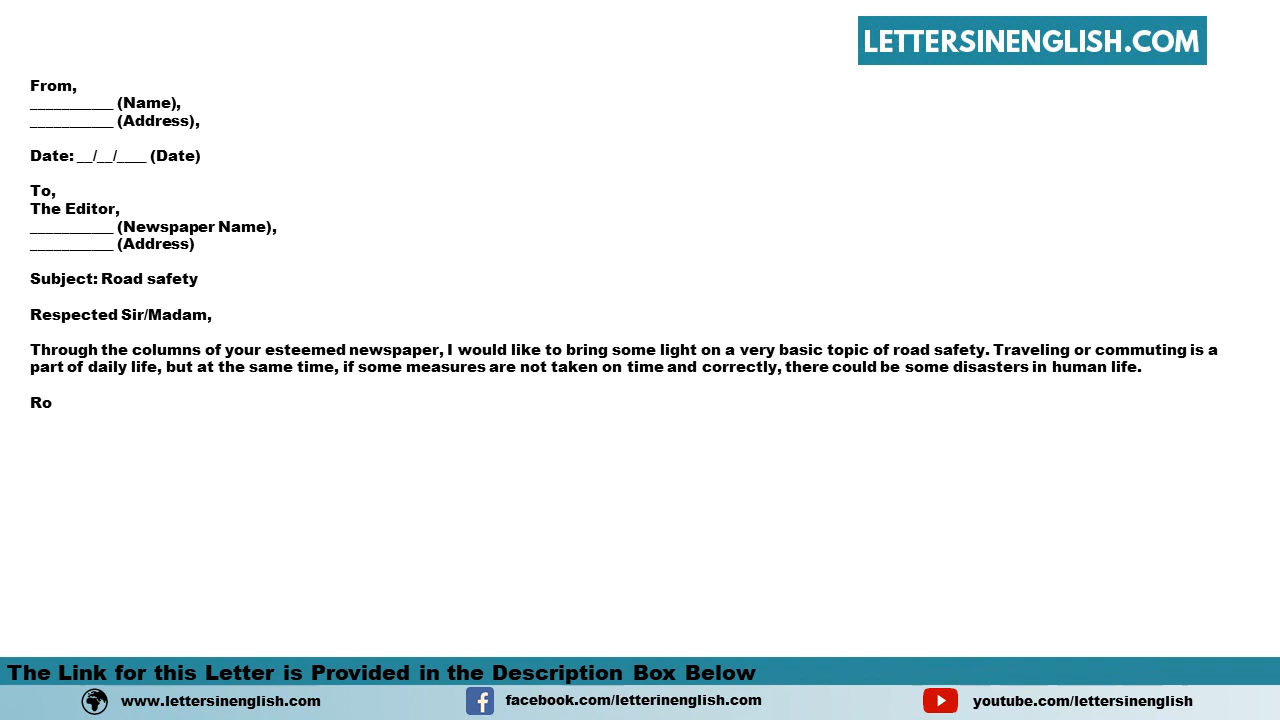 LETTERSINENGLISH.COM
From,
___________ (Name),
___________ (Address),
Date: __/__/____ (Date)
To,
The Editor,
___________ (Newspaper Name),
___________ (Address)
Subject: Road safety
Respected Sir/Madam,
Through the columns of your esteemed newspaper, I would like to bring some light on a very basic topic of road safety. Traveling or commuting is a
part of daily life, but at the same time, if some measures are not taken on time and correctly, there could be some disasters in human life.
Ro
The Link for this Letter is Provided in the Description Box Below
www.lettersinenglish.com
facebook.com/letterinenglish.com
youtube.com/lettersinenglish